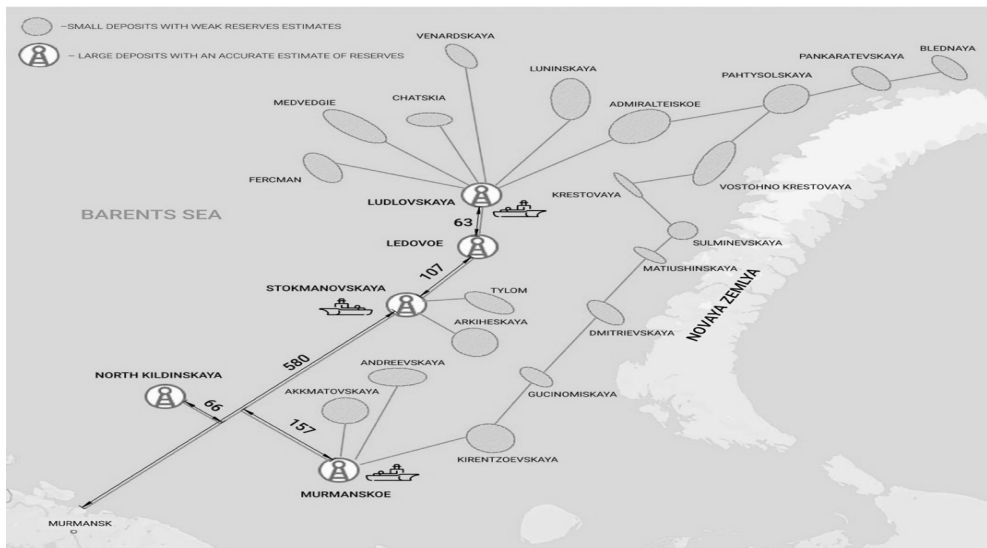 –SMALL DEPOSITS WITH WEAK RESERVES ESTIMATES
– LARGE DEPOSITS WITH AN ACCURATE ESTIMATE OF RESERVES
VENARDSKAYA
BLEDNAYA
PANKARATEVSKAYA
LUNINSKAYA
PAHTYSOLSKAYA
MEDVEDGIE
CHATSKIA
ADMIRALTEISKOE
FERCMAN
KRESTOVAYA
VOSTOHNO KRESTOVAYA
LUDLOVSKAYA
BARENTS SEA
63
LEDOVOE
SULMINEVSKAYA
MATIUSHINSKAYA
107
STOKMANOVSKAYA
TYLOM
NOVAYA ZEMLYA
ARKIHESKAYA
DMITRIEVSKAYA
580
ANDREEVSKAYA
NORTH KILDINSKAYA
AKKMATOVSKAYA
GUCINOMISKAYA
66
157
KIRENTZOEVSKAYA
MURMANSKOE
MURMANSK